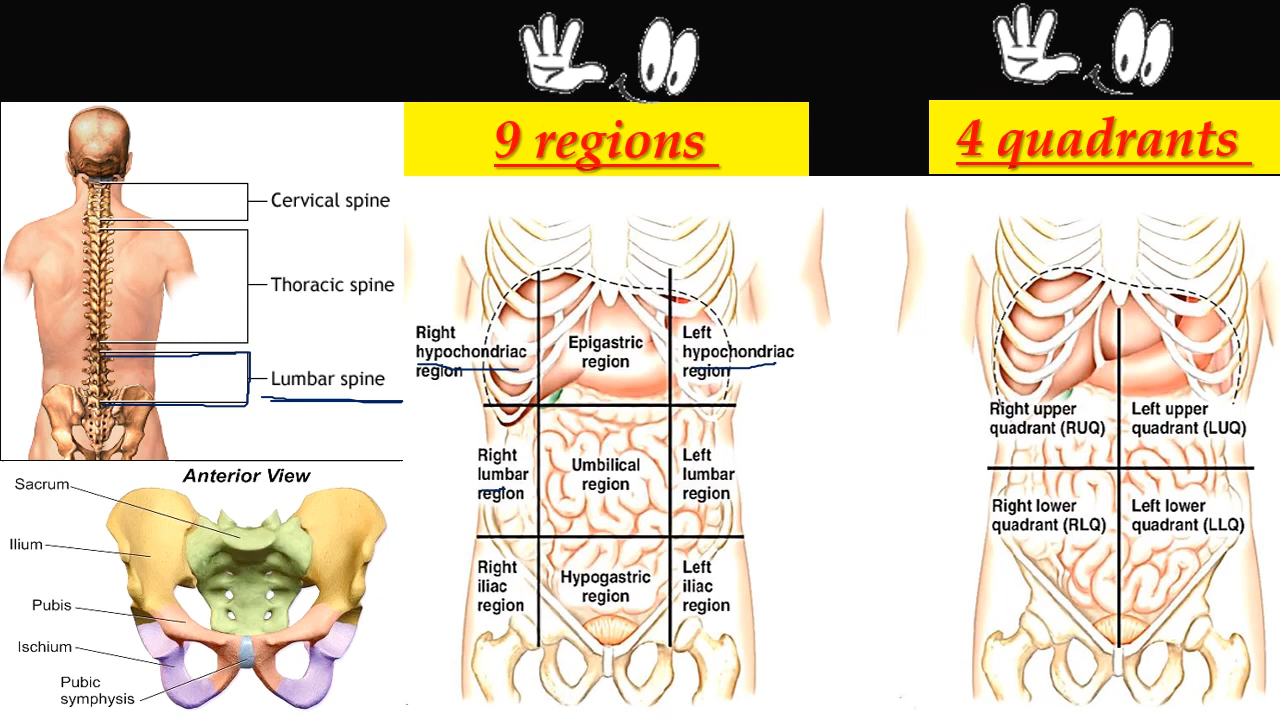 9 regions
4 quadrants
Cervical spine
Thoracic spine
Lumbar spine
Anterior View
Sacrum
Ilium
Pubis
Ischium
Pubic
symphysis
Right
hypochondriac
region
Epigastric
region
Left
hypochondriac
region
Right
lumbar
region
Umbilical
region
Left
lumbar
region
Right
iliac
region
Hypogastric
region
Left
iliac
region
Right upper
quadrant (RUQ)
Left upper
quadrant (LUQ)
Right lower
quadrant (RLQ)
Left lower
quadrant (LLQ)